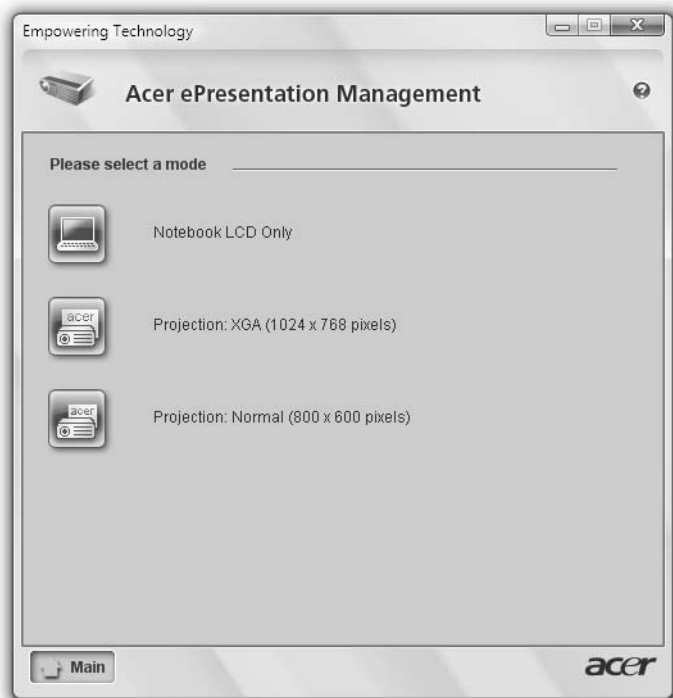 Empowering Technology
Acer ePresentation Management
?
Please select a mode
Notebook LCD Only
acer
Projection: XGA (1024 x 768 pixels)
acer
Projection: Normal (800 x 600 pixels)
Main
acer